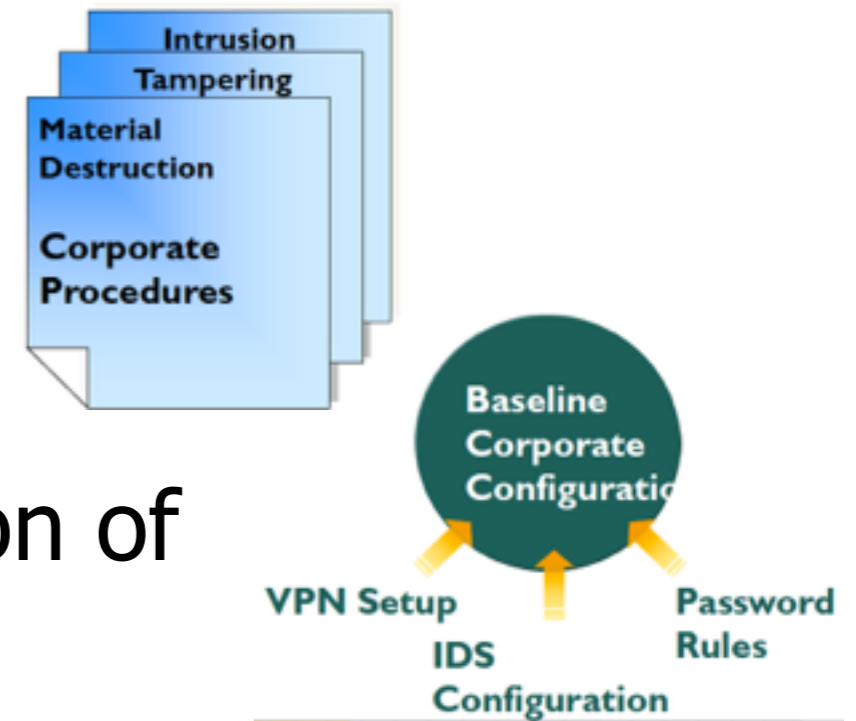 Intrusion
Tampering
Material
Destruction
Corporate
Procedures
Baseline
Corporate
on of
VPN Setup
IDS
Configuration
Password
Rules